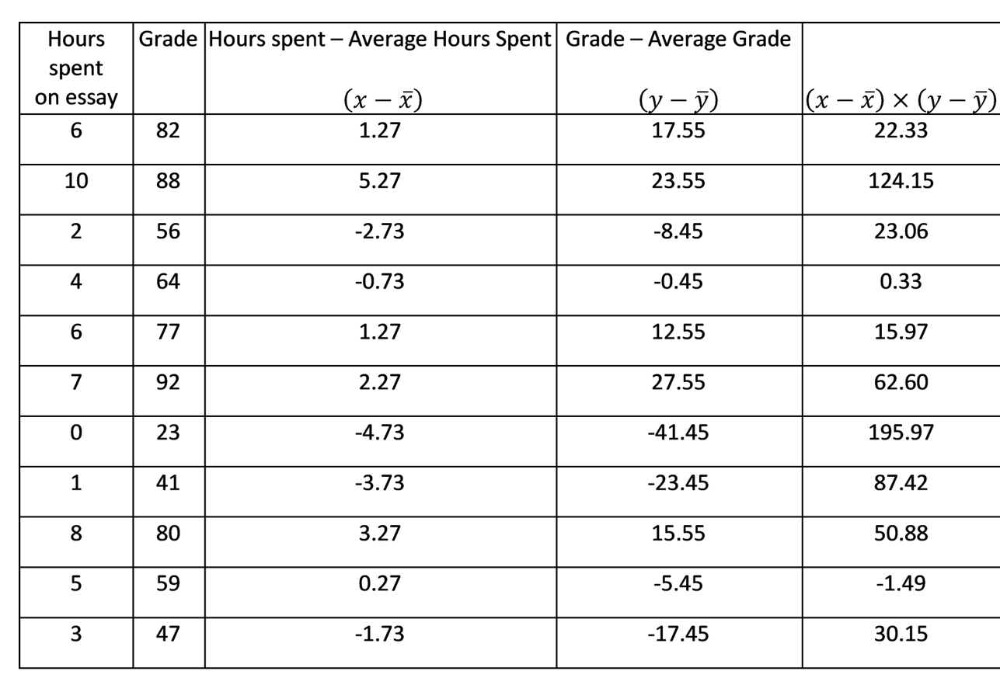 Hours spent on essay | Grade | Hours spent – Average Hours Spent (x − x̄) | Grade – Average Grade (y − ȳ) | (x − x̄) × (y − ȳ)
6 | 82 | 1.27 | 17.55 | 22.33
10 | 88 | 5.27 | 23.55 | 124.15
2 | 56 | -2.73 | -8.45 | 23.06
4 | 64 | -0.73 | -0.45 | 0.33
6 | 77 | 1.27 | 12.55 | 15.97
7 | 92 | 2.27 | 27.55 | 62.60
0 | 23 | -4.73 | -41.45 | 195.97
1 | 41 | -3.73 | -23.45 | 87.42
8 | 80 | 3.27 | 15.55 | 50.88
5 | 59 | 0.27 | -5.45 | -1.49
3 | 47 | -1.73 | -17.45 | 30.15